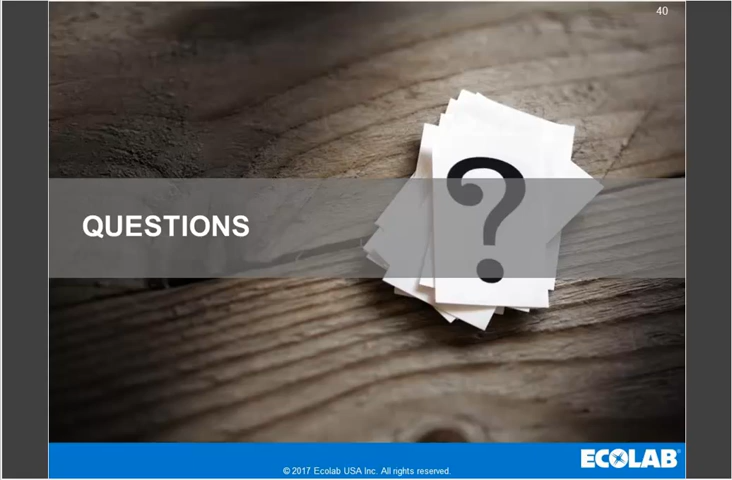 40
?
QUESTIONS
© 2017 Ecolab USA Inc. All rights reserved.
ECOLAB®